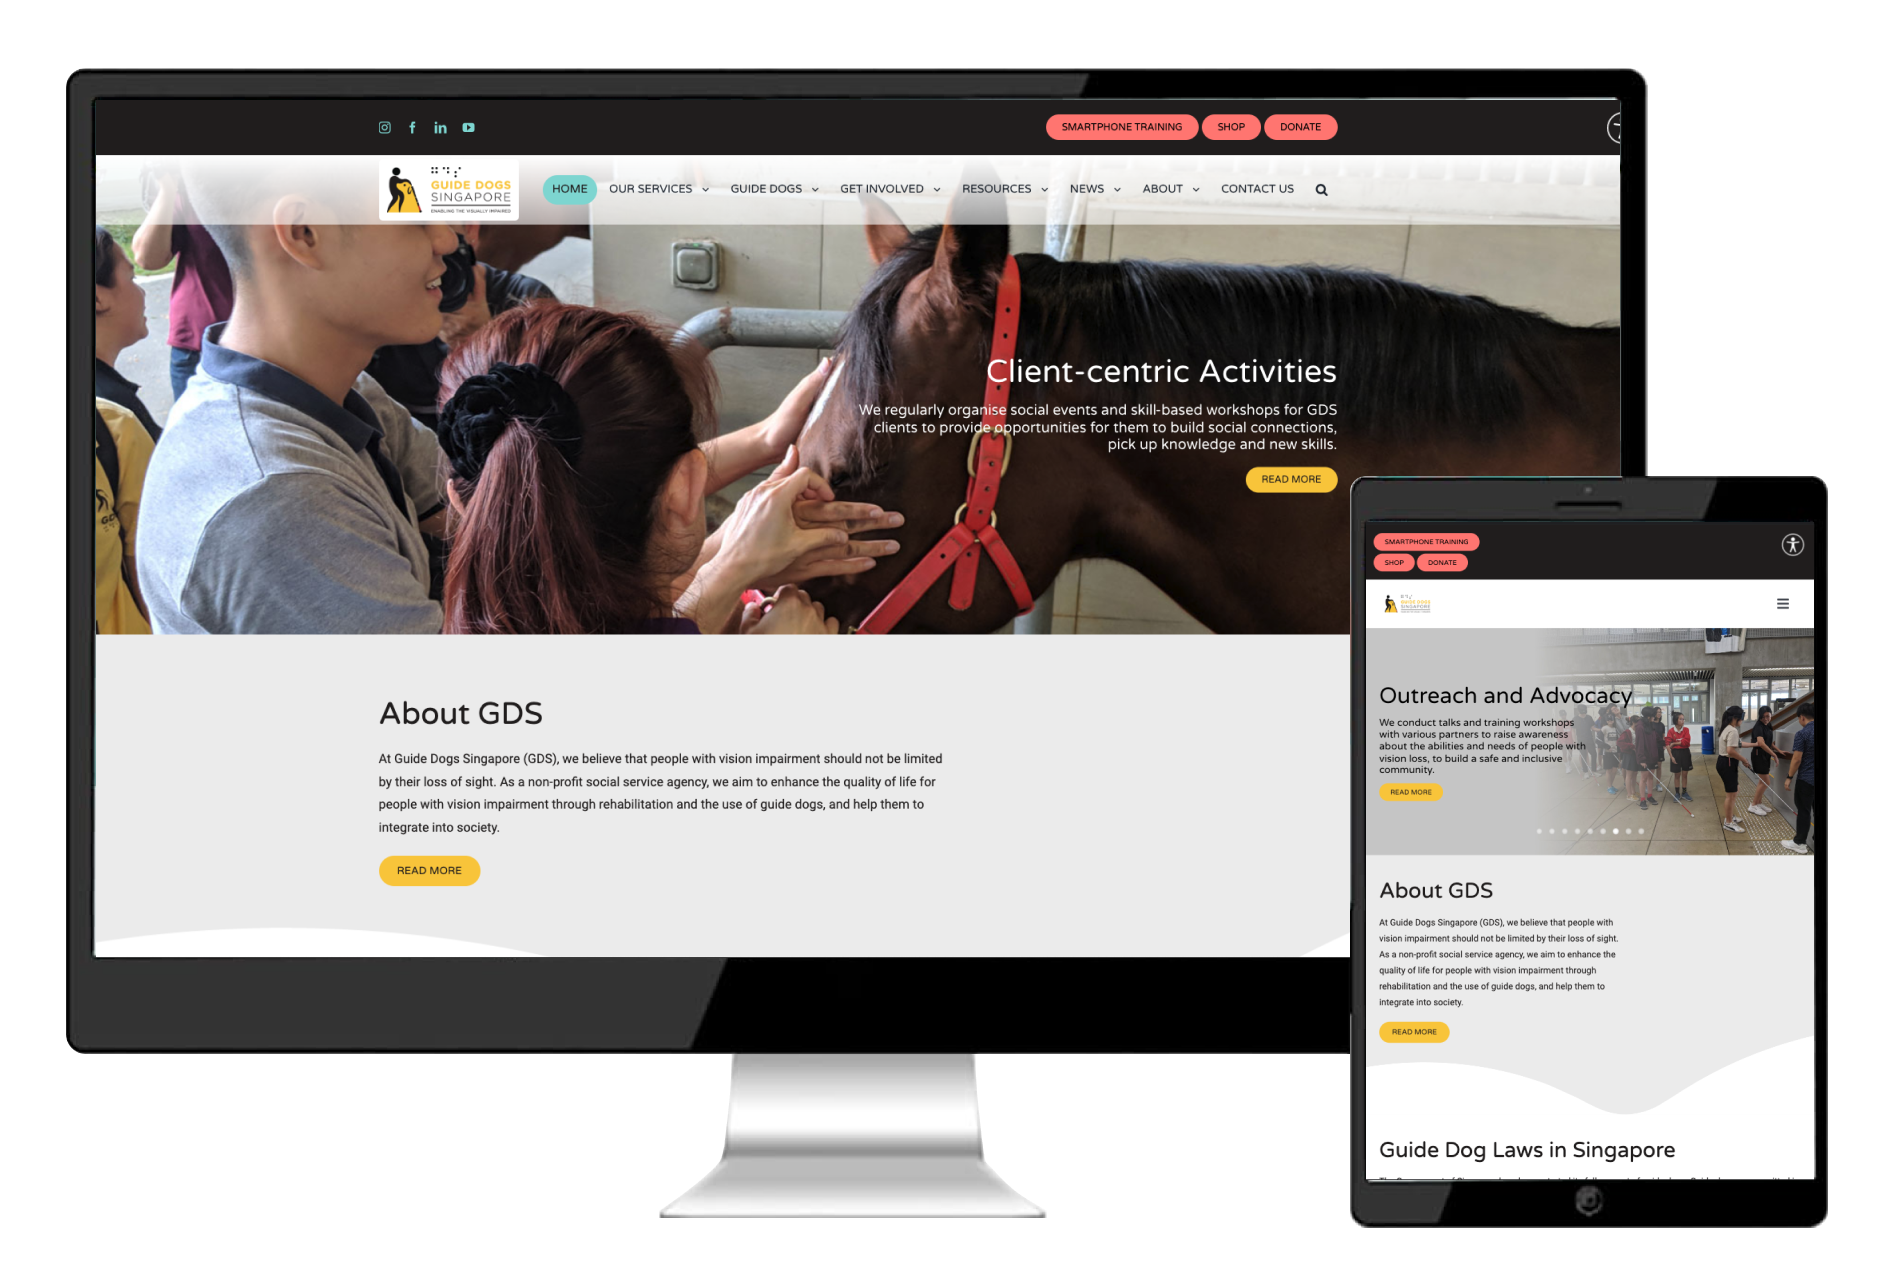 SMARTPHONE TRAINING SHOP DONATE
GUIDE DOGS
SINGAPORE
ENABLING THE VISUALLY IMPAIRED
HOME OUR SERVICES GUIDE DOGS GET INVOLVED RESOURCES NEWS ABOUT CONTACT US
Client-centric Activities
We regularly organise social events and skill-based workshops for GDS
clients to provide opportunities for them to build social connections,
pick up knowledge and new skills.
READ MORE
About GDS
At Guide Dogs Singapore (GDS), we believe that people with vision impairment should not be limited
by their loss of sight. As a non-profit social service agency, we aim to enhance the quality of life for
people with vision impairment through rehabilitation and the use of guide dogs, and help them to
integrate into society.
READ MORE
SMARTPHONE TRAINING
SHOP DONATE
GUIDE DOGS
SINGAPORE
Outreach and Advocacy
We conduct talks and training workshops
with various partners to raise awareness
about the abilities and needs of people with
vision loss, to build a safe and inclusive
community.
READ MORE
About GDS
At Guide Dogs Singapore (GDS), we believe that people with
vision impairment should not be limited by their loss of sight.
As a non-profit social service agency, we aim to enhance the
quality of life for people with vision impairment through
rehabilitation and the use of guide dogs, and help them to
integrate into society.
READ MORE
Guide Dog Laws in Singapore